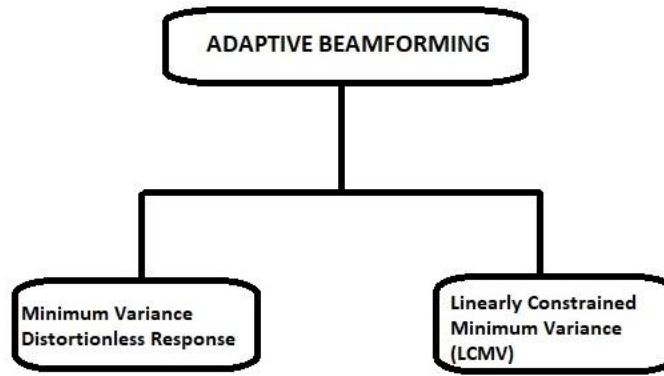 ADAPTIVE BEAMFORMING
Minimum Variance
Distortionless Response
Linearly Constrained
Minimum Variance
(LCMV)